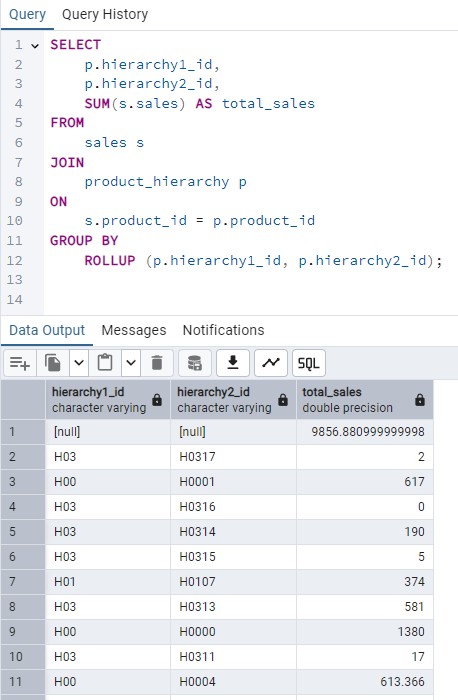 Query Query History
1 SELECT
2 p.hierarchy1_id,
3 p.hierarchy2_id,
4 SUM(s.sales) AS total_sales
5 FROM
6 sales s
7 JOIN
8 product_hierarchy p
9 ON
10 s.product_id = p.product_id
11 GROUP BY
12 ROLLUP (p.hierarchy1_id, p.hierarchy2_id);
13
14
Data Output Messages Notifications
SQL
hierarchy1_id hierarchy2_id total_sales
character varying character varying double precision
1 [null] [null] 9856.880999999998
2 H03 H0317 2
3 H00 H0001 617
4 H03 H0316 0
5 H03 H0314 190
6 H03 H0315 5
7 H01 H0107 374
8 H03 H0313 581
9 H00 H0000 1380
10 H03 H0311 17
11 H00 H0004 613.366